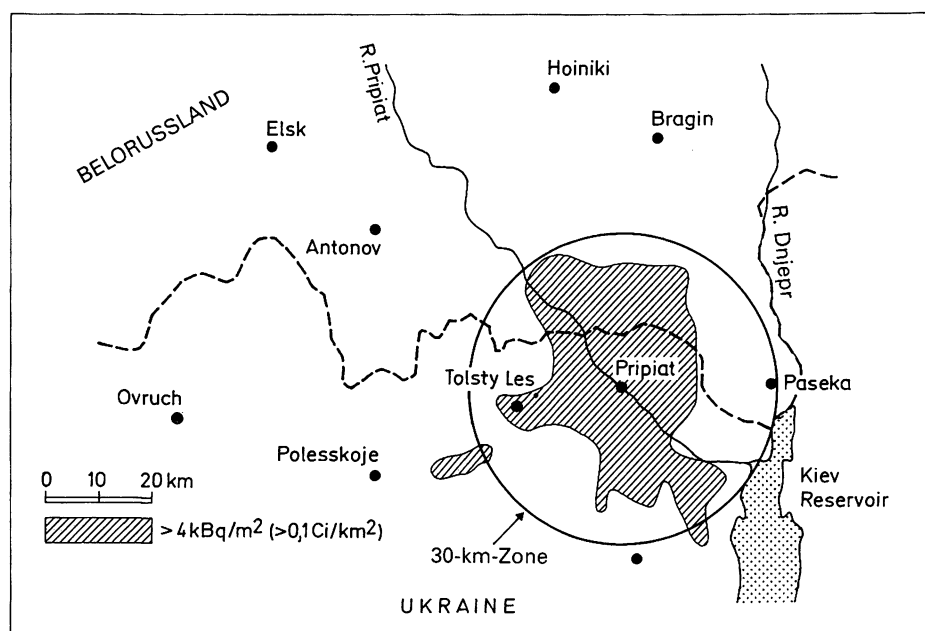 R. Pripiat
Hoiniki
BELORUSSLAND
Elsk
Bragin
Antonov
R. Dnjepr
Tolsty Les
Pripiat
Paseka
Ovruch
Polesskoje
0 10 20 km
Kiev
Reservoir
> 4 kBq/m² (>0,1 Ci/km²)
30-km-Zone
UKRAINE